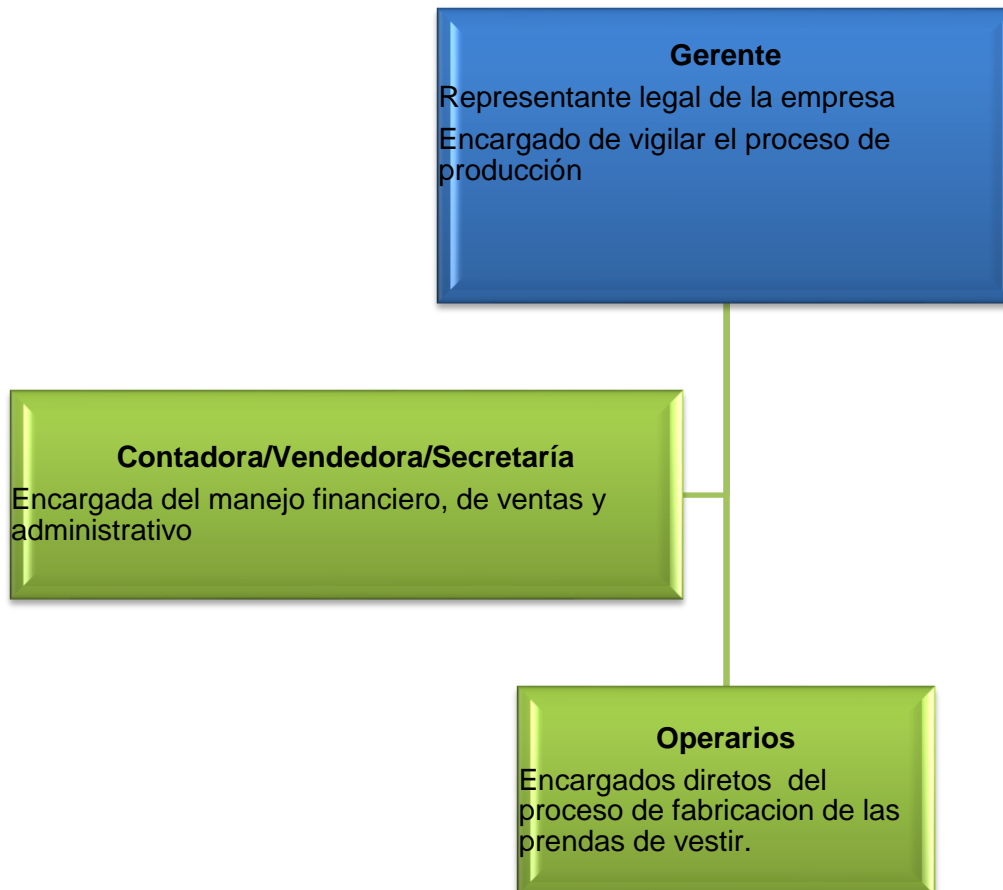 Gerente
Representante legal de la empresa
Encargado de vigilar el proceso de
producción
Contadora/Vendedora/Secretaría
Encargada del manejo financiero, de ventas y
administrativo
Operarios
Encargados diretos  del
proceso de fabricacion de las
prendas de vestir.